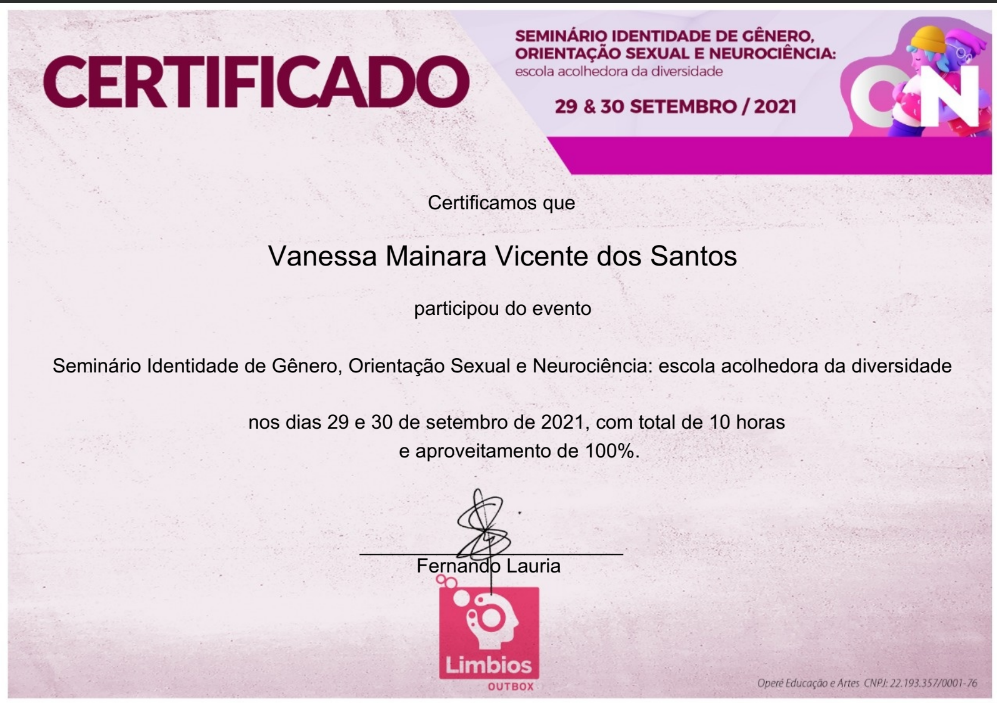 CERTIFICADO
SEMINÁRIO IDENTIDADE DE GÊNERO,
ORIENTAÇÃO SEXUAL E NEUROCIÊNCIA:
escola acolhedora da diversidade
29 & 30 SETEMBRO / 2021
CN
Certificamos que
Vanessa Mainara Vicente dos Santos
participou do evento
Seminário Identidade de Gênero, Orientação Sexual e Neurociência: escola acolhedora da diversidade
nos dias 29 e 30 de setembro de 2021, com total de 10 horas
e aproveitamento de 100%.
Fernando Lauria
Limbios
OUTBOX
Operé Educação e Artes CNPJ: 22.193.357/0001-76